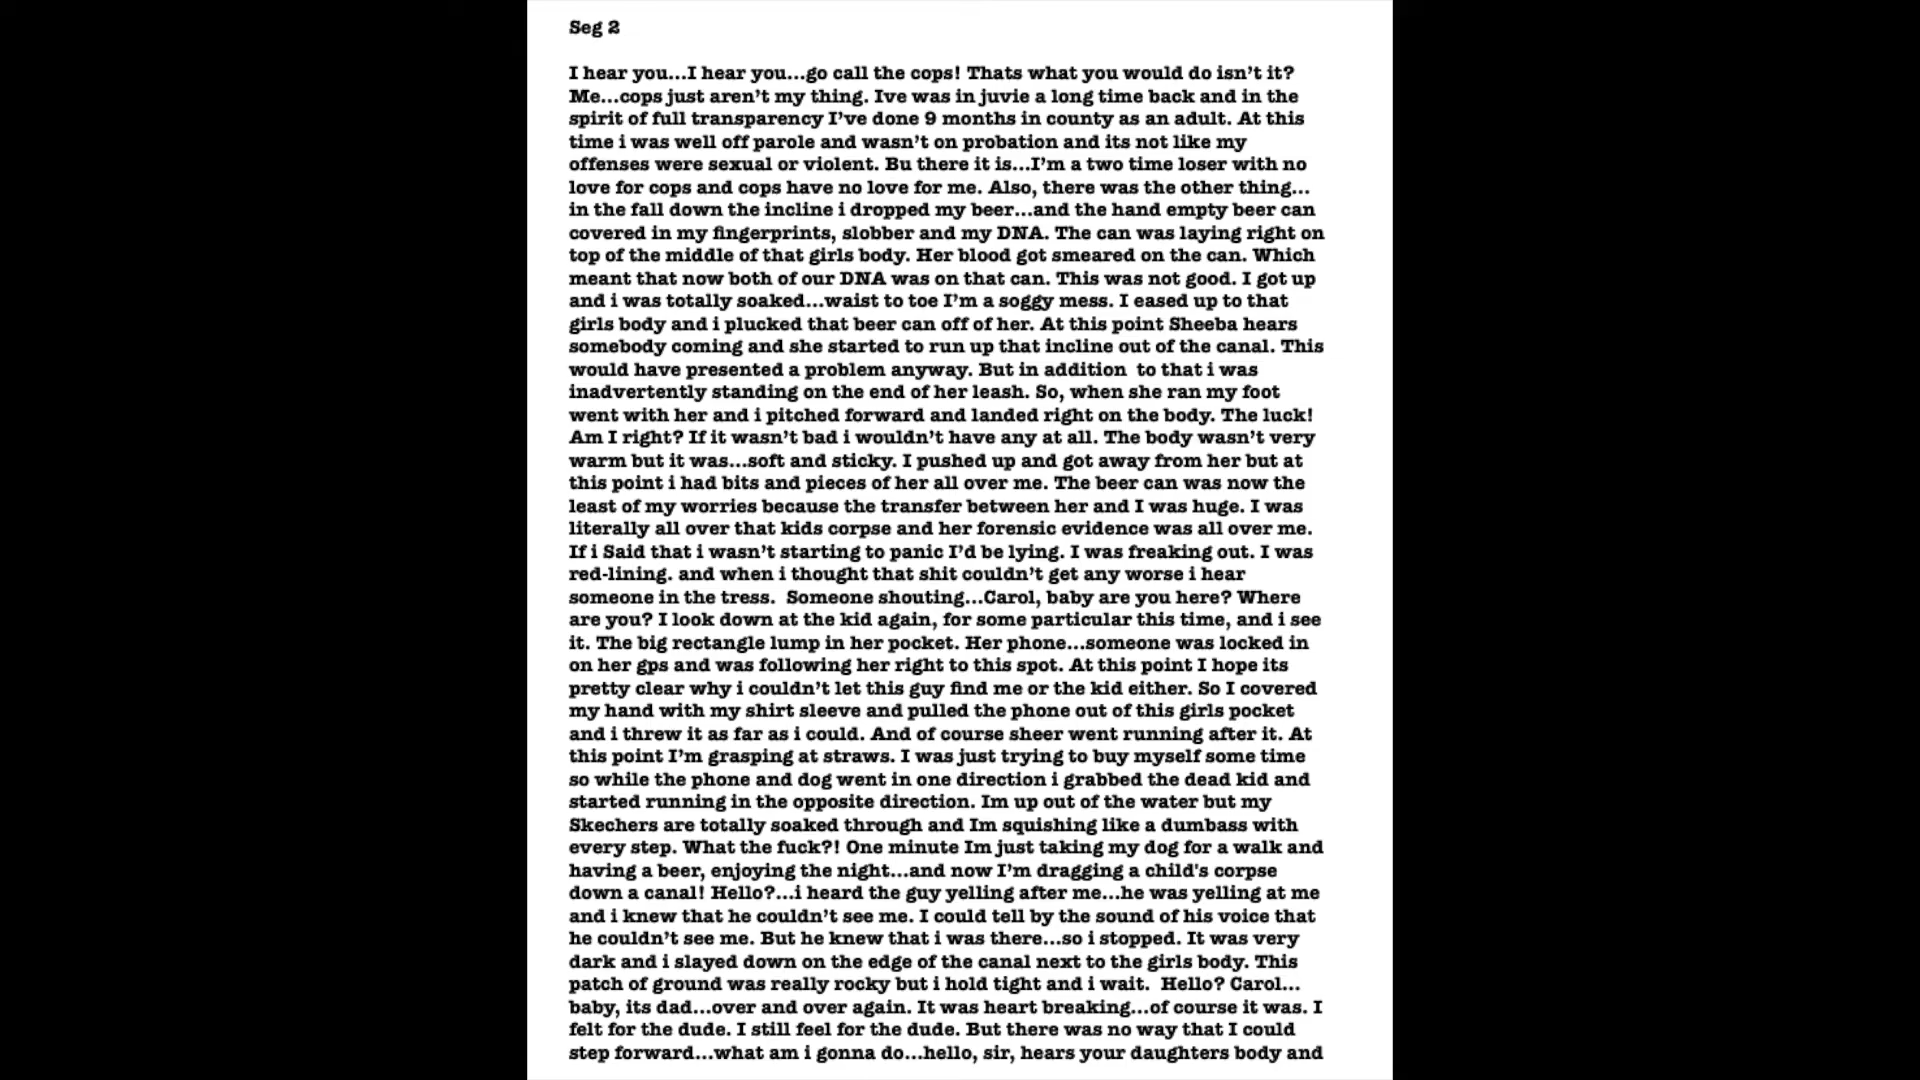 Seg 2
I hear you...I hear you...go call the cops! Thats what you would do isn't it?
Me...cops just aren't my thing. Ive was in juvie a long time back and in the
spirit of full transparency I've done 9 months in county as an adult. At this
time i was well off parole and wasn't on probation and its not like my
offenses were sexual or violent. Bu there it is...I'm a two time loser with no
love for cops and cops have no love for me. Also, there was the other thing...
in the fall down the incline i dropped my beer...and the hand empty beer can
covered in my fingerprints, slobber and my DNA. The can was laying right on
top of the middle of that girls body. Her blood got smeared on the can. Which
meant that now both of our DNA was on that can. This was not good. I got up
and i was totally soaked...waist to toe I'm a soggy mess. I eased up to that
girls body and i plucked that beer can off of her. At this point Sheeba hears
somebody coming and she started to run up that incline out of the canal. This
would have presented a problem anyway. But in addition  to that i was
inadvertently standing on the end of her leash. So, when she ran my foot
went with her and i pitched forward and landed right on the body. The luck!
Am I right? If it wasn't bad i wouldn't have any at all. The body wasn't very
warm but it was...soft and sticky. I pushed up and got away from her but at
this point i had bits and pieces of her all over me. The beer can was now the
least of my worries because the transfer between her and I was huge. I was
literally all over that kids corpse and her forensic evidence was all over me.
If i Said that i wasn't starting to panic I'd be lying. I was freaking out. I was
red-lining. and when i thought that shit couldn't get any worse i hear
someone in the tress.  Someone shouting...Carol, baby are you here? Where
are you? I look down at the kid again, for some particular this time, and i see
it. The big rectangle lump in her pocket. Her phone...someone was locked in
on her gps and was following her right to this spot. At this point I hope its
pretty clear why i couldn't let this guy find me or the kid either. So I covered
my hand with my shirt sleeve and pulled the phone out of this girls pocket
and i threw it as far as i could. And of course sheer went running after it. At
this point I'm grasping at straws. I was just trying to buy myself some time
so while the phone and dog went in one direction i grabbed the dead kid and
started running in the opposite direction. Im up out of the water but my
Skechers are totally soaked through and Im squishing like a dumbass with
every step. What the fuck?! One minute Im just taking my dog for a walk and
having a beer, enjoying the night...and now I'm dragging a child's corpse
down a canal! Hello?...i heard the guy yelling after me...he was yelling at me
and i knew that he couldn't see me. I could tell by the sound of his voice that
he couldn't see me. But he knew that i was there...so i stopped. It was very
dark and i slayed down on the edge of the canal next to the girls body. This
patch of ground was really rocky but i hold tight and i wait.  Hello? Carol...
baby, its dad...over and over again. It was heart breaking...of course it was. I
felt for the dude. I still feel for the dude. But there was no way that I could
step forward...what am i gonna do...hello, sir, hears your daughters body and